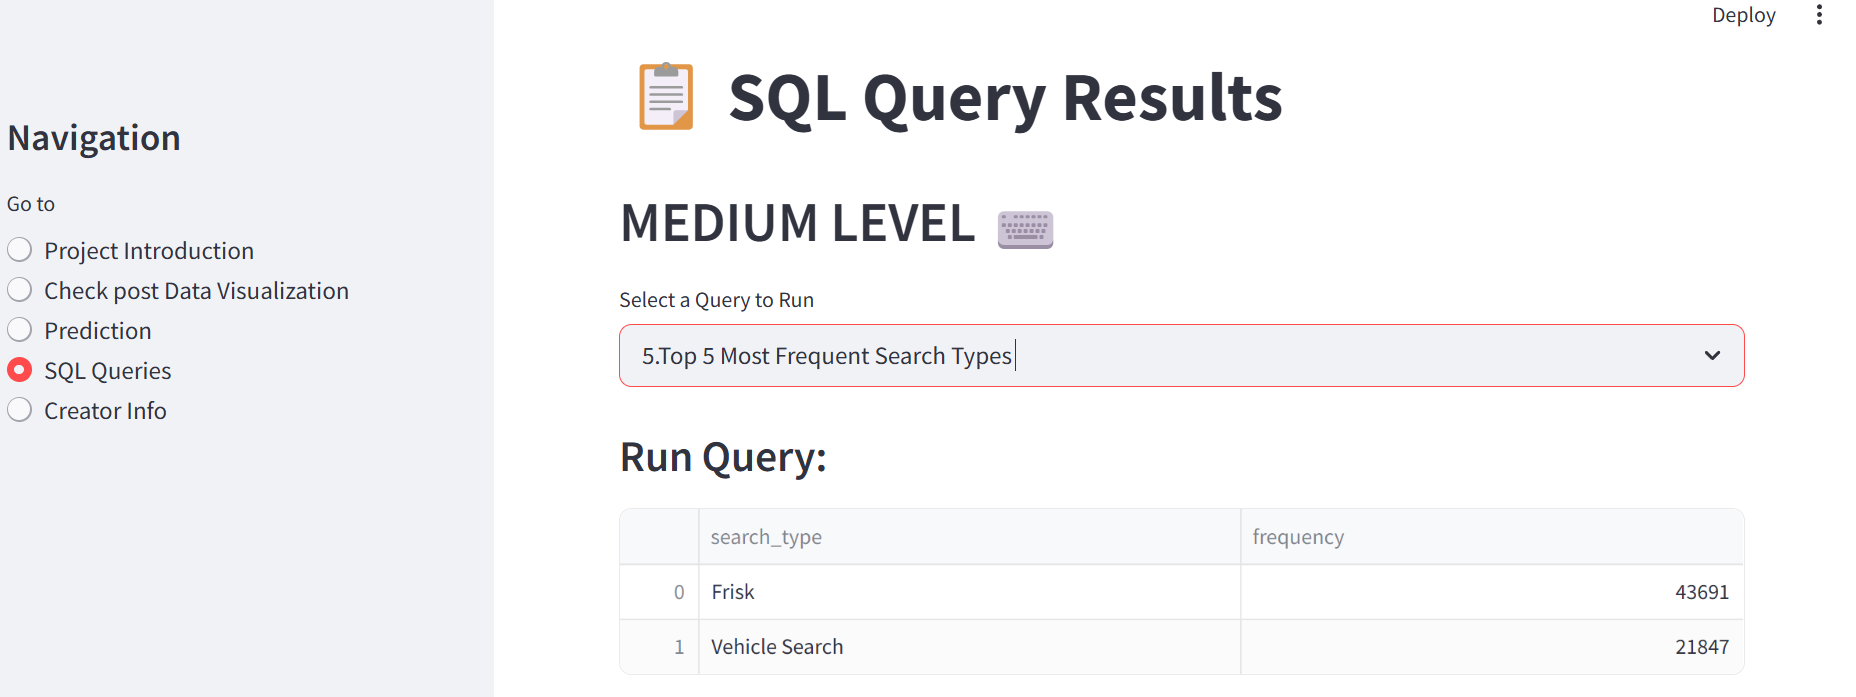 Deploy
SQL Query Results
Navigation
Go to
Project Introduction
Check post Data Visualization
Prediction
SQL Queries
Creator Info
MEDIUM LEVEL
Select a Query to Run
5.Top 5 Most Frequent Search Types
Run Query:
search_type frequency
0 Frisk 43691
1 Vehicle Search 21847